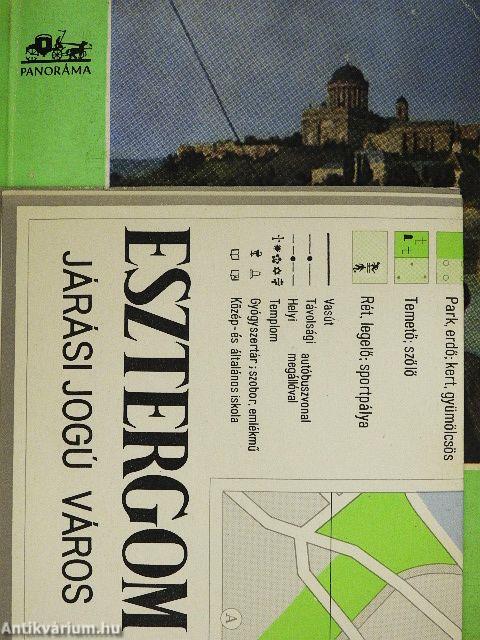 PANORÁMA
ESZTERGOM
JÁRÁSI JOGÚ VÁROS
Park, erdő; kert, gyümölcsös
Temető; szőlő
Rét, legelő; sportpálya
Vasút
Távolsági autóbuszvonal
Helyi megállóval
Templom
Gyógyszertár; szobor, emlékmű
Közép- és általános iskola
A
Antikvárium.hu